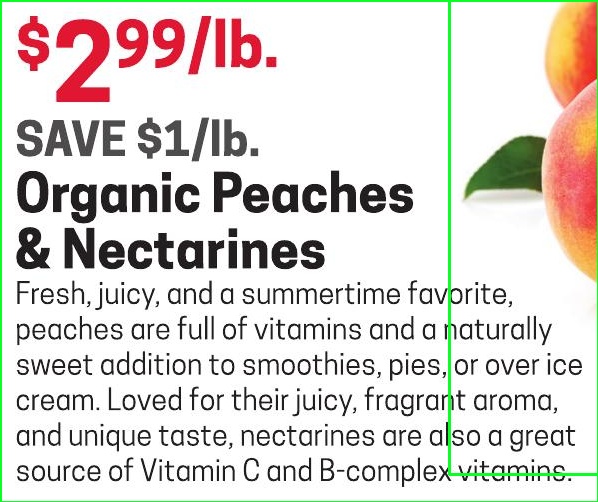 $2.99/lb.
SAVE $1/lb.
Organic Peaches
& Nectarines
Fresh, juicy, and a summertime favorite,
peaches are full of vitamins and a naturally
sweet addition to smoothies, pies, or over ice
cream. Loved for their juicy, fragrant aroma,
and unique taste, nectarines are also a great
source of Vitamin C and B-complex vitamins.